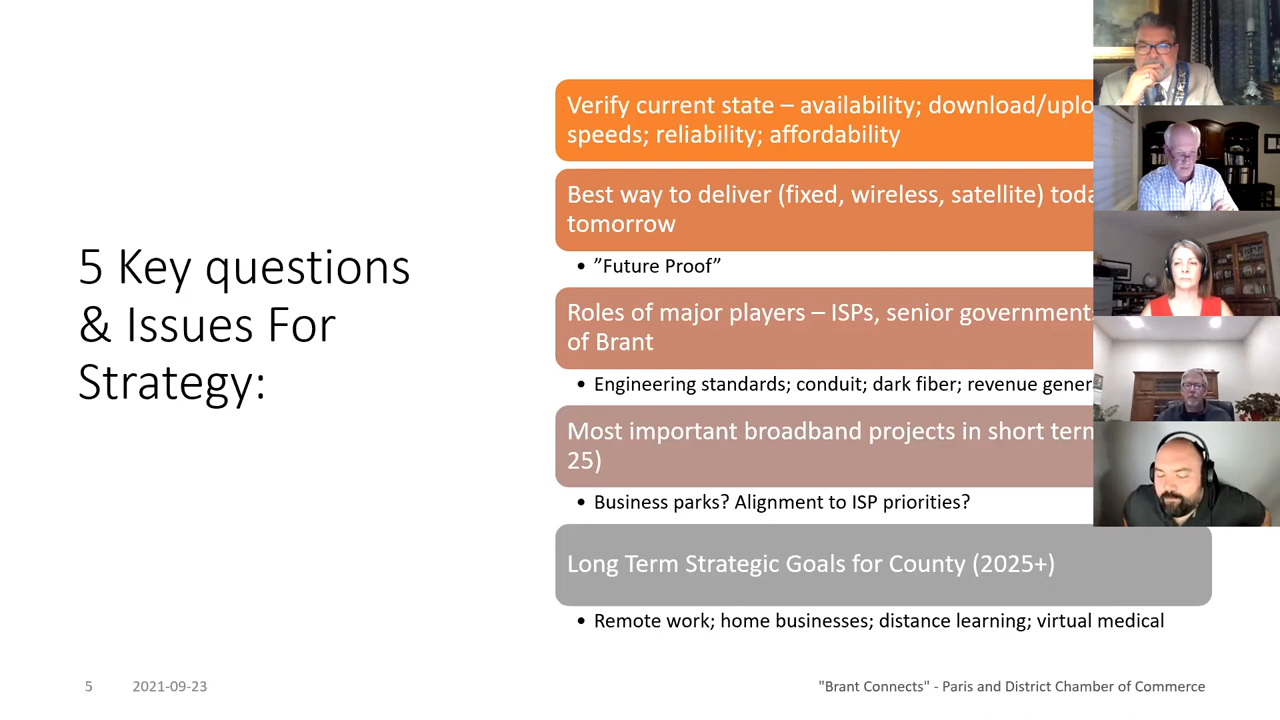 5 Key questions
& Issues For
Strategy:
Verify current state – availability; download/uplo
speeds; reliability; affordability
Best way to deliver (fixed, wireless, satellite) toda
tomorrow
• ”Future Proof”
Roles of major players – ISPs, senior government
of Brant
• Engineering standards; conduit; dark fiber; revenue gener
Most important broadband projects in short term
25)
• Business parks? Alignment to ISP priorities?
Long Term Strategic Goals for County (2025+)
• Remote work; home businesses; distance learning; virtual medical
5 2021-09-23 "Brant Connects" - Paris and District Chamber of Commerce